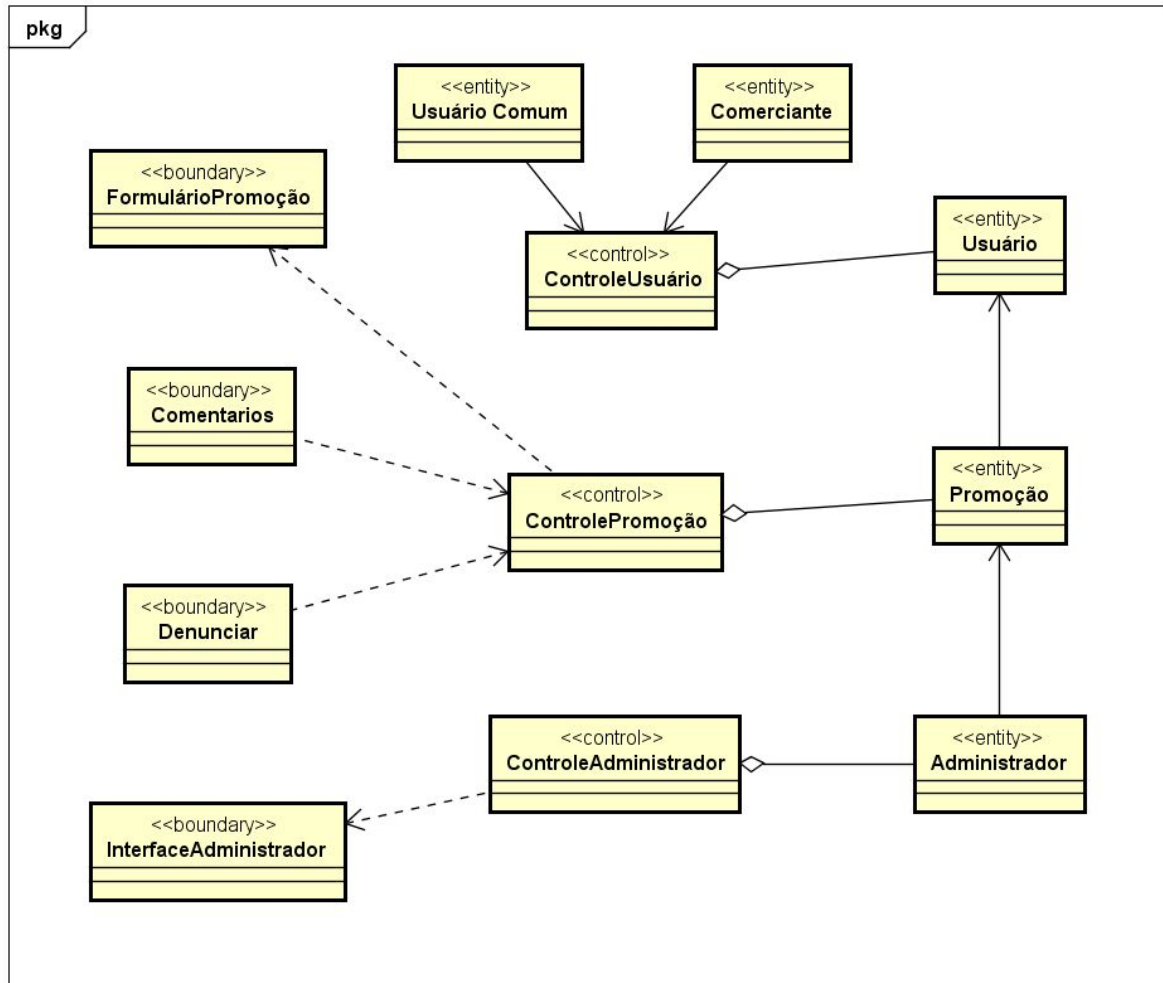 pkg
<<entity>>
Usuário Comum
<<entity>>
Comerciante
<<boundary>>
FormulárioPromoção
<<entity>>
Usuário
<<control>>
ControleUsuário
<<boundary>>
Comentarios
<<entity>>
Promoção
<<control>>
ControlePromoção
<<boundary>>
Denunciar
<<control>>
ControleAdministrador
<<entity>>
Administrador
<<boundary>>
InterfaceAdministrador